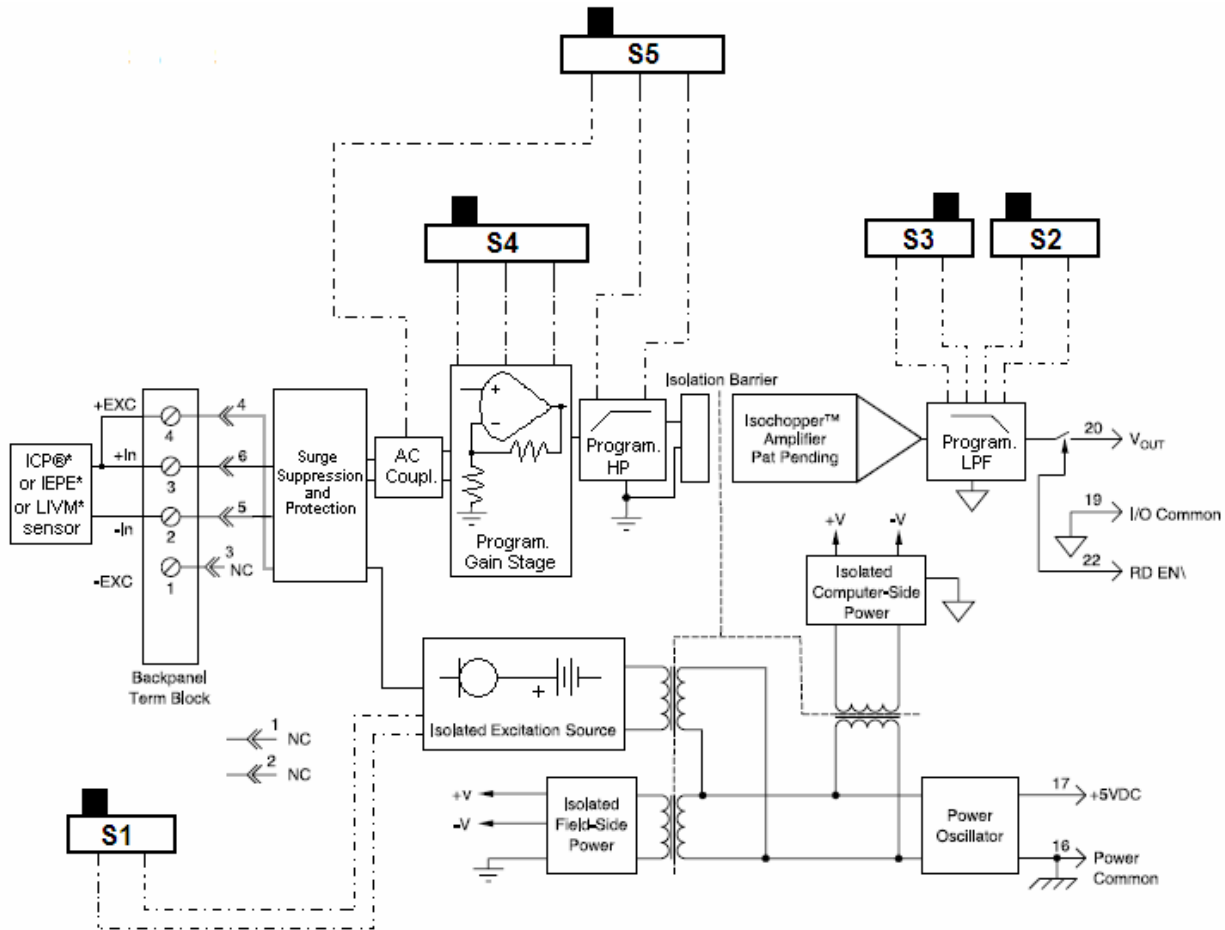 S5
S4
S3
S2
Isolation Barrier
+EXC
4
4
ICP®*
or IEPE*
or LIVM*
sensor
+In
3
6
-In
2
5
-EXC
1
3
NC
Surge
Suppression
and
Protection
AC
Coupl.
+
−
Program.
Gain Stage
Program.
HP
Isochopper™
Amplifier
Pat Pending
Program.
LPF
20
VOUT
19
I/O Common
22
RD EN\
+V
-V
Isolated
Computer-Side
Power
Backpanel
Term Block
+
Isolated Excitation Source
1
NC
2
NC
S1
+V
-V
Isolated
Field-Side
Power
Power
Oscillator
17
+5VDC
16
Power
Common